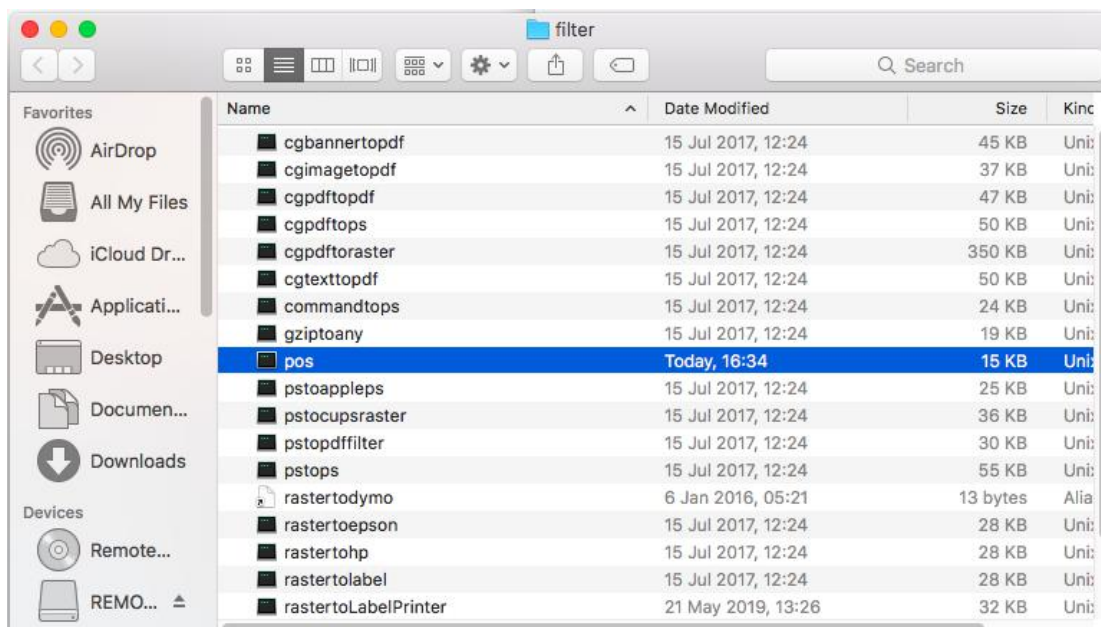 filter
Search
Favorites
AirDrop
All My Files
iCloud Dr...
Applicati...
Desktop
Documen...
Downloads
Devices
Remote...
REMO...
Name Date Modified Size Kind
cgbannertopdf 15 Jul 2017, 12:24 45 KB Uni
cgimagetopdf 15 Jul 2017, 12:24 37 KB Uni
cgpdftopdf 15 Jul 2017, 12:24 47 KB Uni
cgpdftops 15 Jul 2017, 12:24 50 KB Uni
cgpdftoraster 15 Jul 2017, 12:24 350 KB Uni
cgtexttopdf 15 Jul 2017, 12:24 50 KB Uni
commandtops 15 Jul 2017, 12:24 24 KB Uni
gziptoany 15 Jul 2017, 12:24 19 KB Uni
pos Today, 16:34 15 KB Uni
pstoappleps 15 Jul 2017, 12:24 25 KB Uni
pstocupsraster 15 Jul 2017, 12:24 36 KB Uni
pstopdffilter 15 Jul 2017, 12:24 30 KB Uni
pstops 15 Jul 2017, 12:24 55 KB Uni
rastertodymo 6 Jan 2016, 05:21 13 bytes Alia
rastertoepson 15 Jul 2017, 12:24 28 KB Uni
rastertohp 15 Jul 2017, 12:24 28 KB Uni
rastertolabel 15 Jul 2017, 12:24 28 KB Uni
rastertoLabelPrinter 21 May 2019, 13:26 32 KB Uni